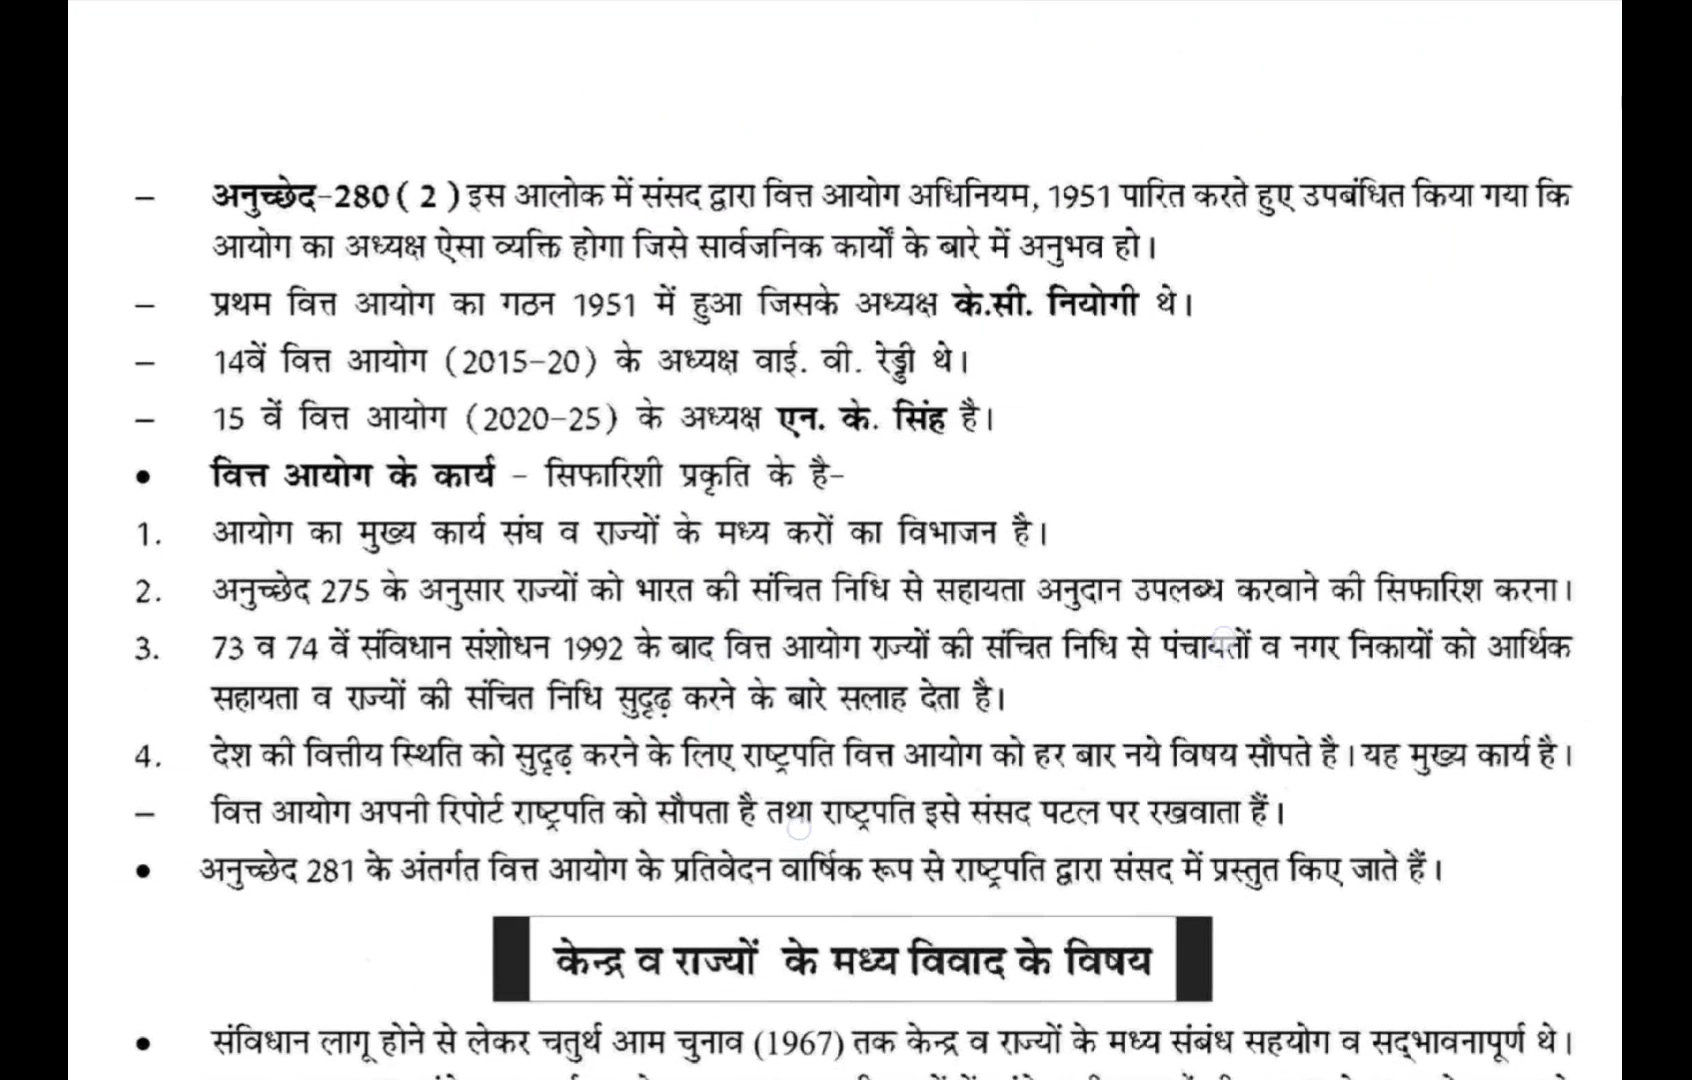 – अनुच्छेद-280 ( 2 ) इस आलोक में संसद द्वारा वित्त आयोग अधिनियम, 1951 पारित करते हुए उपबंधित किया गया कि
आयोग का अध्यक्ष ऐसा व्यक्ति होगा जिसे सार्वजनिक कार्यों के बारे में अनुभव हो।
– प्रथम वित्त आयोग का गठन 1951 में हुआ जिसके अध्यक्ष के.सी. नियोगी थे।
– 14वें वित्त आयोग (2015–20) के अध्यक्ष वाई. वी. रेड्डी थे।
– 15 वें वित्त आयोग (2020–25) के अध्यक्ष एन. के. सिंह है।
• वित्त आयोग के कार्य – सिफारिशी प्रकृति के है–
1. आयोग का मुख्य कार्य संघ व राज्यों के मध्य करों का विभाजन है।
2. अनुच्छेद 275 के अनुसार राज्यों को भारत की संचित निधि से सहायता अनुदान उपलब्ध करवाने की सिफारिश करना।
3. 73 व 74 वें संविधान संशोधन 1992 के बाद वित्त आयोग राज्यों की संचित निधि से पंचायतों व नगर निकायों को आर्थिक
सहायता व राज्यों की संचित निधि सुदृढ़ करने के बारे सलाह देता है।
4. देश की वित्तीय स्थिति को सुदृढ़ करने के लिए राष्ट्रपति वित्त आयोग को हर बार नये विषय सौपते है। यह मुख्य कार्य है।
– वित्त आयोग अपनी रिपोर्ट राष्ट्रपति को सौपता है तथा राष्ट्रपति इसे संसद पटल पर रखवाता हैं।
• अनुच्छेद 281 के अंतर्गत वित्त आयोग के प्रतिवेदन वार्षिक रूप से राष्ट्रपति द्वारा संसद में प्रस्तुत किए जाते हैं।
केन्द्र व राज्यों के मध्य विवाद के विषय
• संविधान लागू होने से लेकर चतुर्थ आम चुनाव (1967) तक केन्द्र व राज्यों के मध्य संबंध सहयोग व सद्भावनापूर्ण थे।